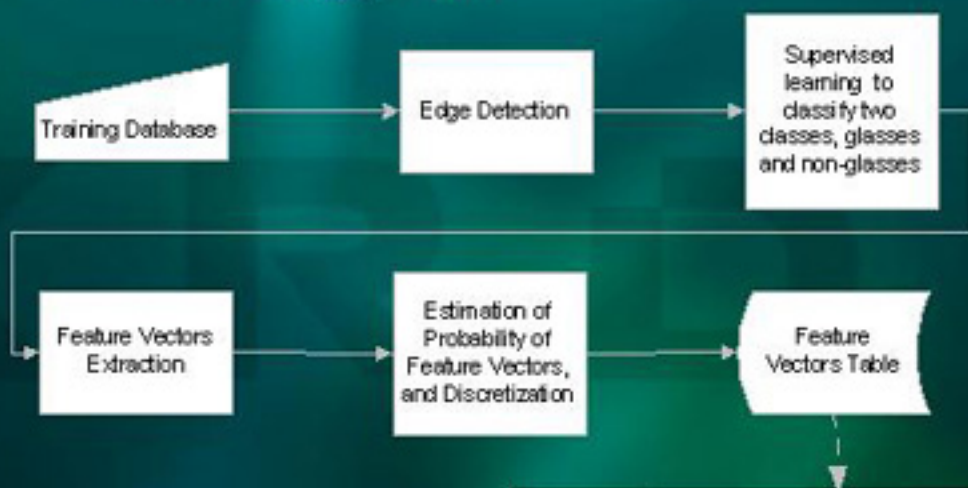 Training Database
Edge Detection
Supervised
learning to
classify two
classes, glasses
and non-glasses
Feature Vectors
Extraction
Estimation of
Probability of
Feature Vectors,
and Discretization
Feature
Vectors Table